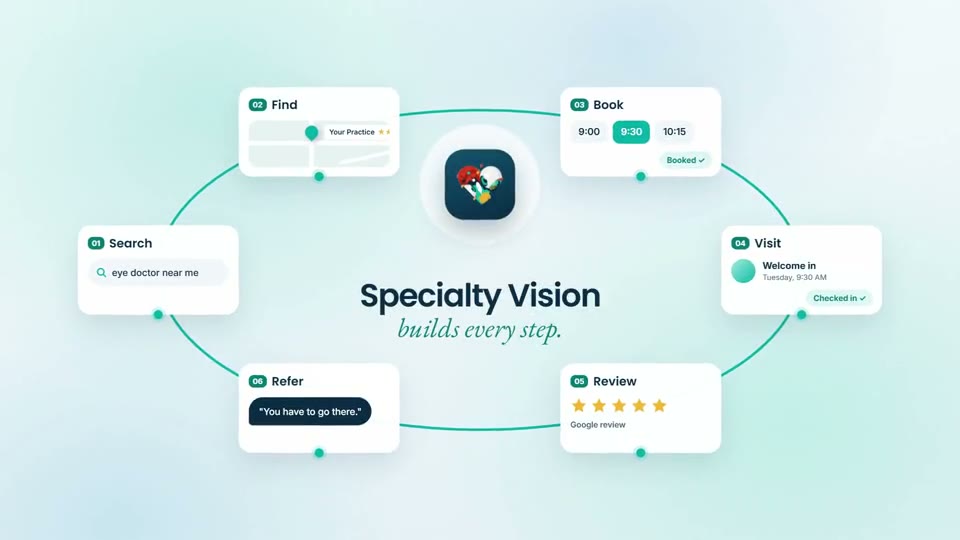 02 Find
Your Practice
03 Book
9:00 9:30 10:15
Booked ✓
01 Search
eye doctor near me
04 Visit
Welcome in
Tuesday, 9:30 AM
Checked in ✓
Specialty Vision
builds every step.
06 Refer
"You have to go there."
05 Review
Google review